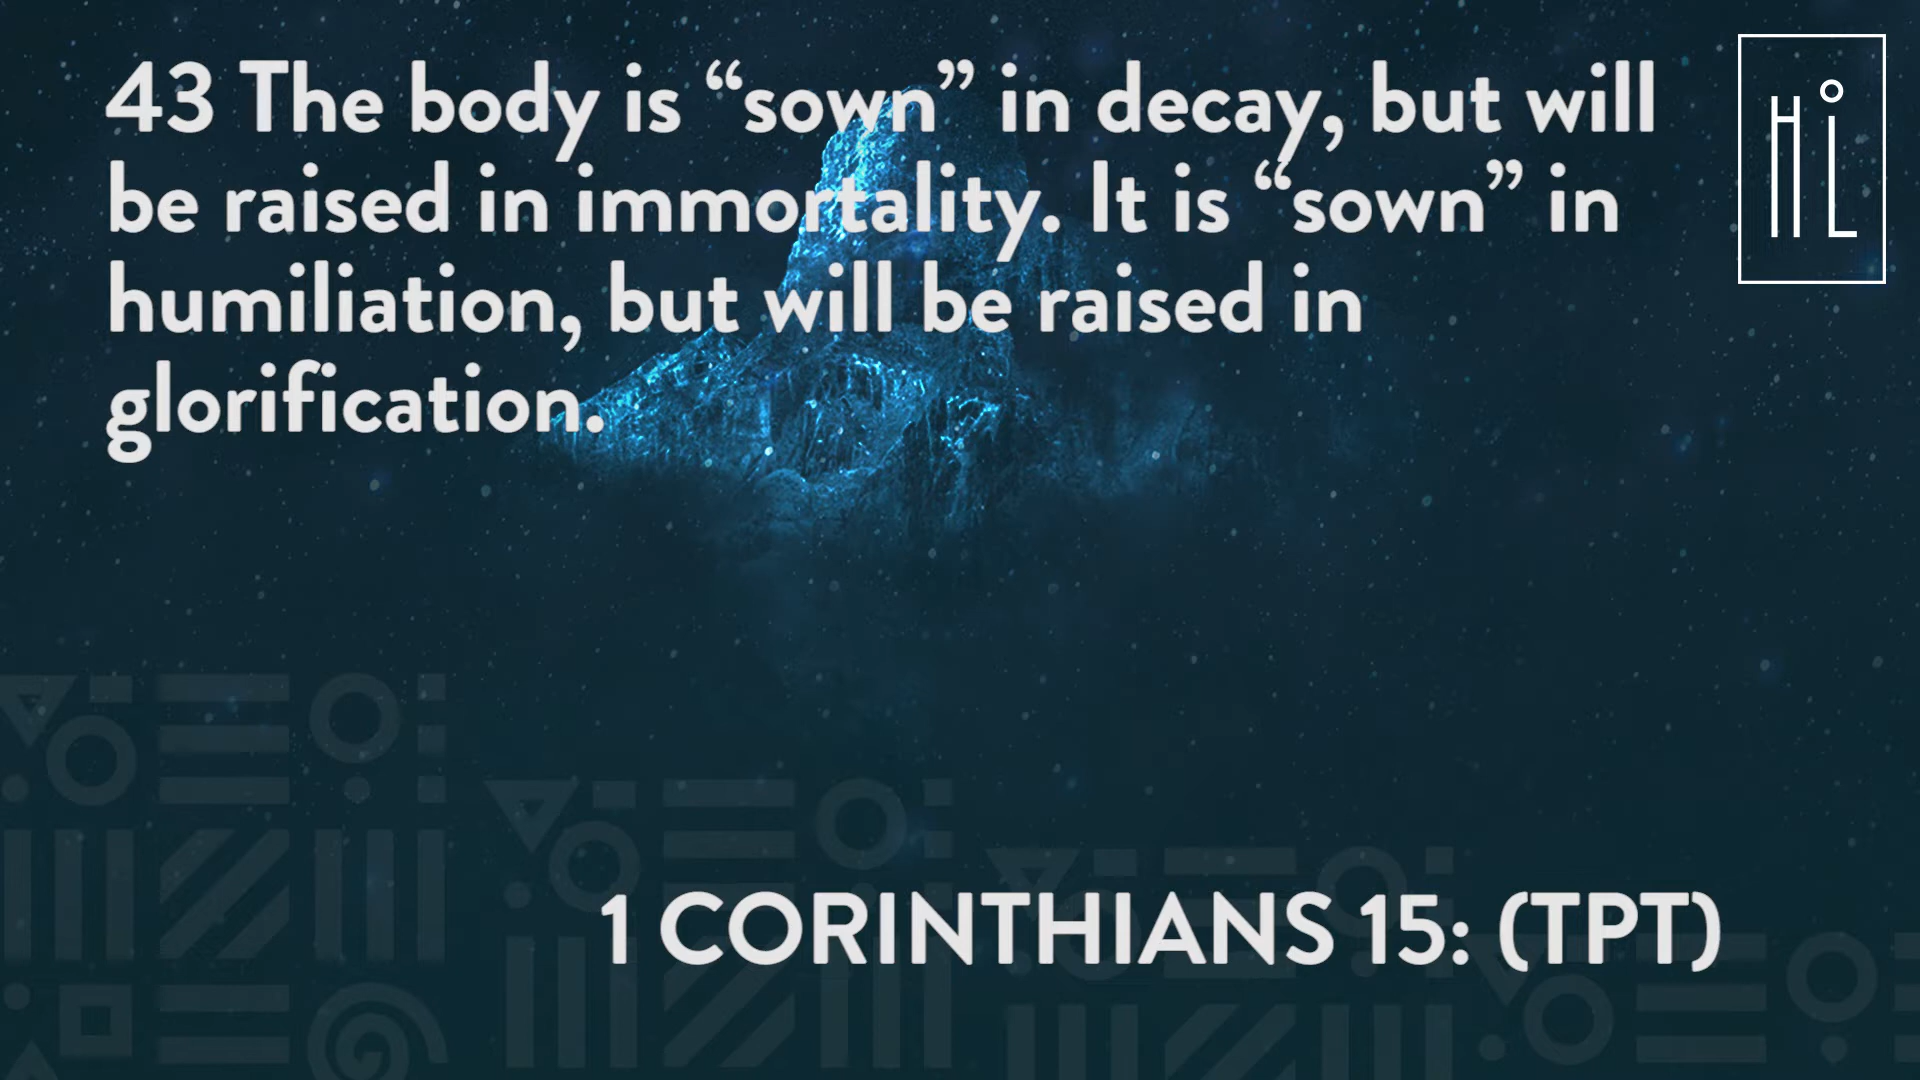 43 The body is “sown” in decay, but will
be raised in immortality. It is “sown” in
humiliation, but will be raised in
glorification.
HiL
1 CORINTHIANS 15: (TPT)